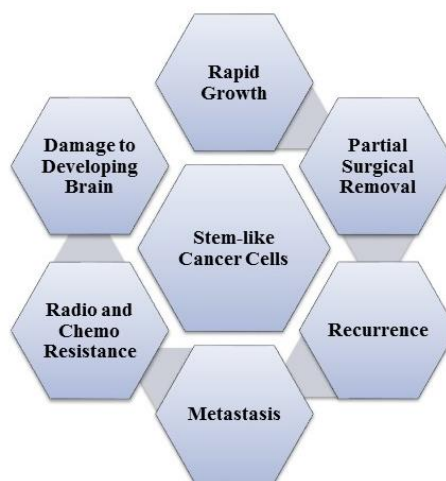 Rapid
Growth
Partial
Surgical
Removal
Recurrence
Metastasis
Radio and
Chemo
Resistance
Damage to
Developing
Brain
Stem-like
Cancer Cells